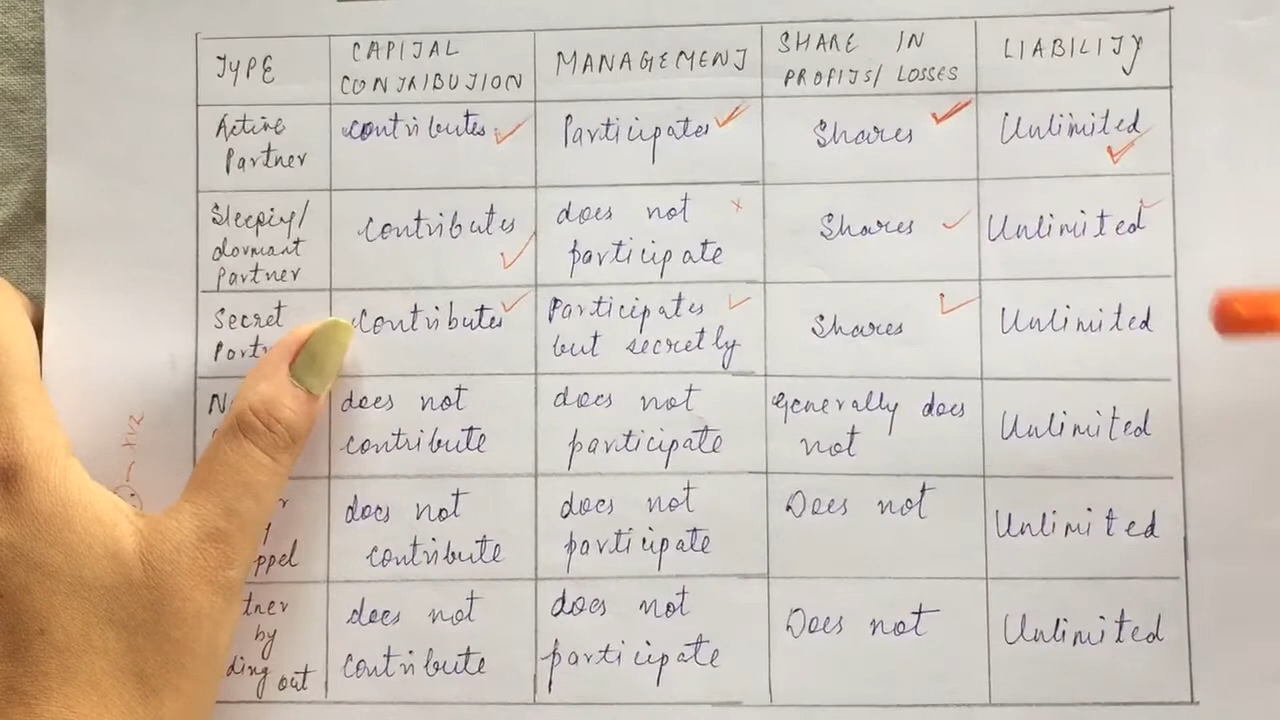 TYPE
CAPITAL
CONTRIBUTION
MANAGEMENT
SHARE IN
PROFITS/ LOSSES
LIABILITY
Active
Partner
contributes
Participates
Shares
Unlimited
Sleeping/
dormant
partner
contributes
does not
participate
Shares
Unlimited
Secret
contributes
Participates
but secretly
Shares
Unlimited
does not
contribute
does not
participate
generally does
not
Unlimited
does not
contribute
does not
participate
Does not
Unlimited
by
out
does not
contribute
does not
participate
Does not
Unlimited